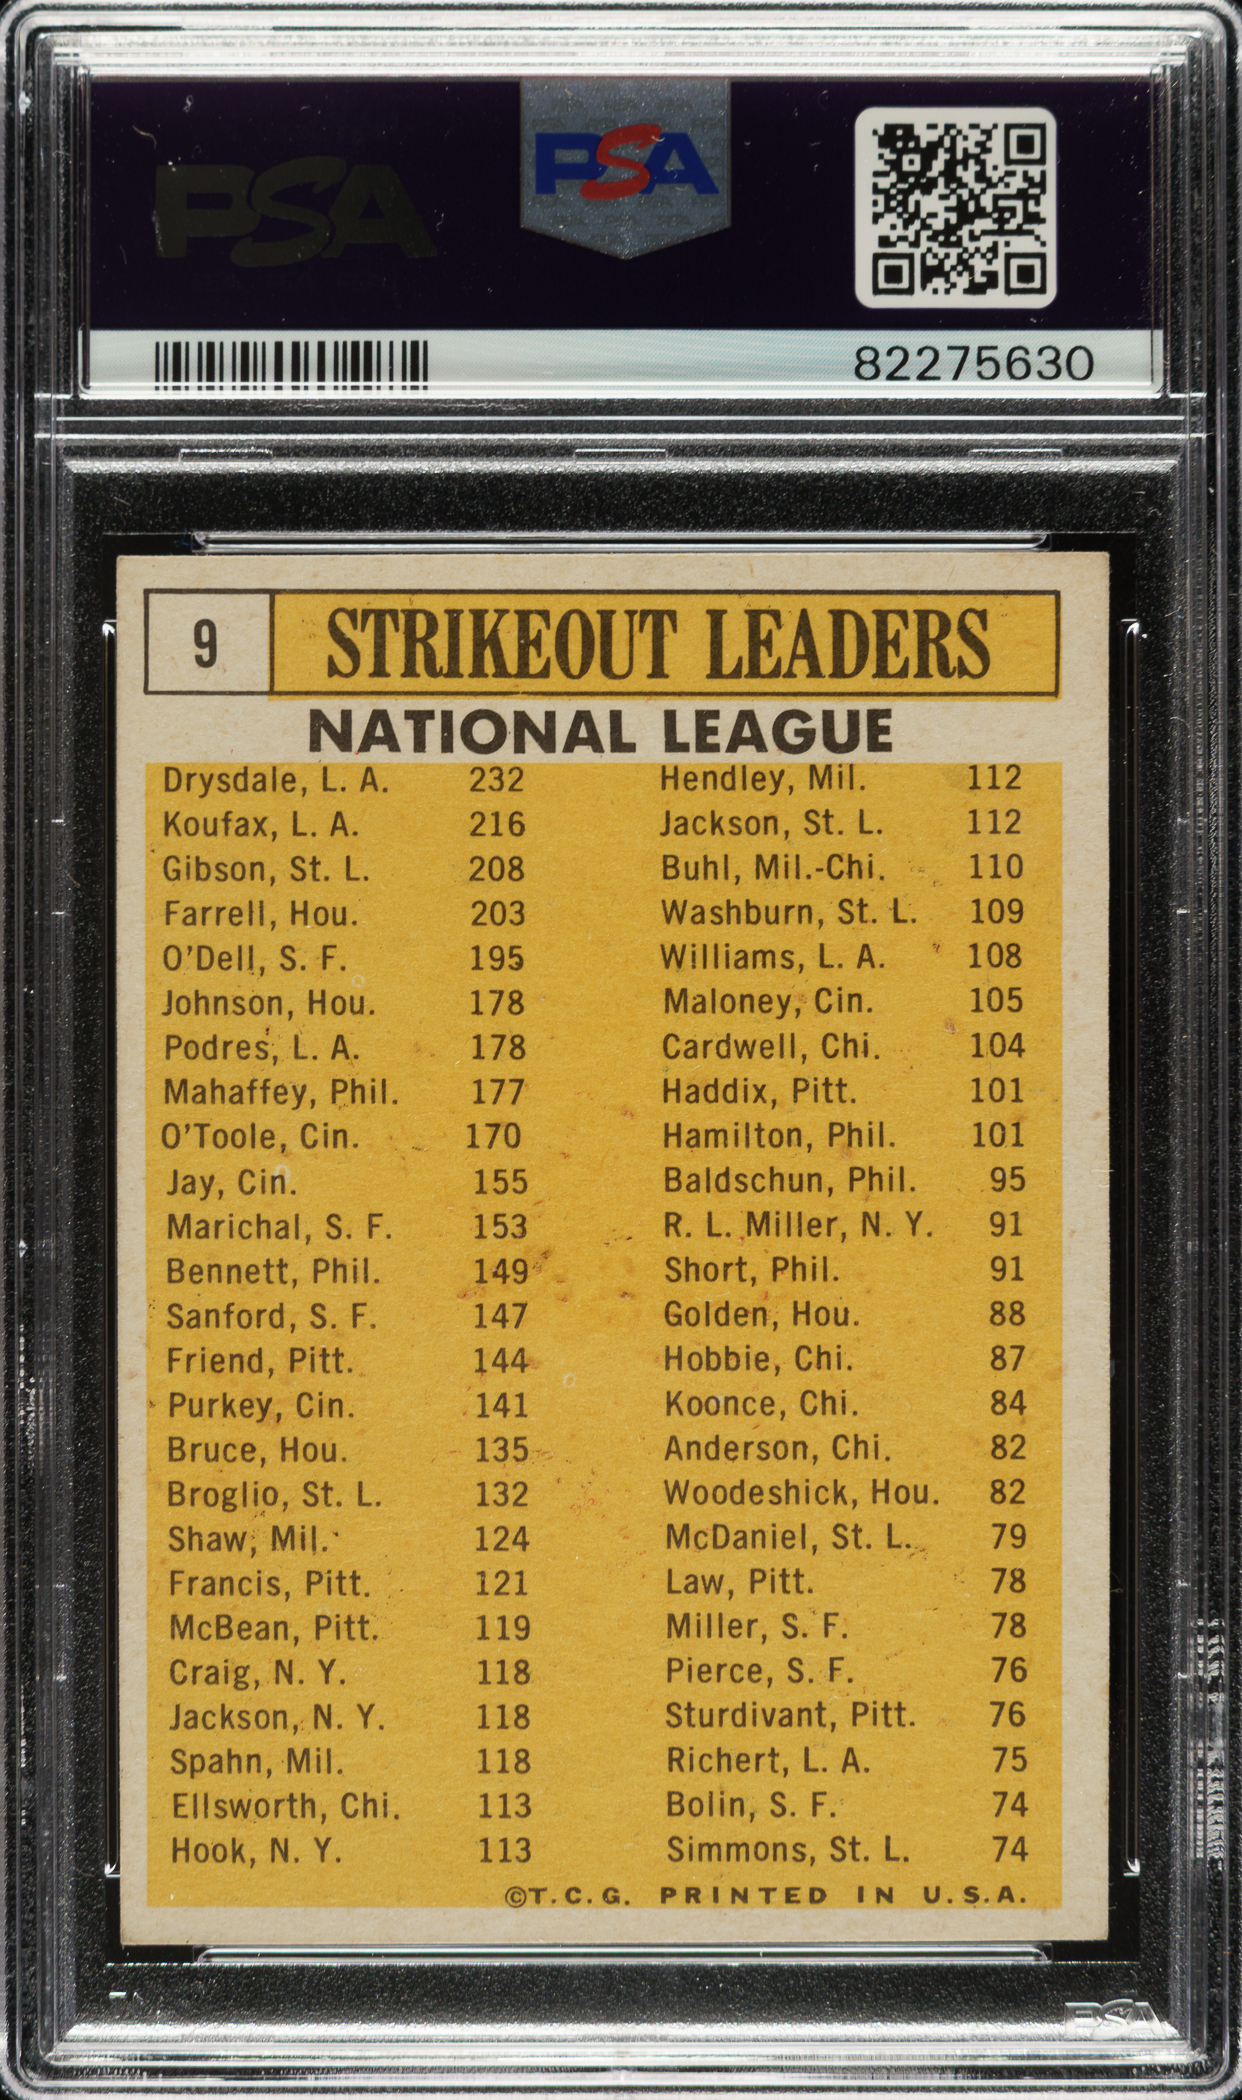 PSA
PSA
82275630
9 STRIKEOUT LEADERS
NATIONAL LEAGUE
Drysdale, L. A. 232 Hendley, Mil. 112
Koufax, L. A. 216 Jackson, St. L. 112
Gibson, St. L. 208 Buhl, Mil.-Chi. 110
Farrell, Hou. 203 Washburn, St. L. 109
O'Dell, S. F. 195 Williams, L. A. 108
Johnson, Hou. 178 Maloney, Cin. 105
Podres, L. A. 178 Cardwell, Chi. 104
Mahaffey, Phil. 177 Haddix, Pitt. 101
O'Toole, Cin. 170 Hamilton, Phil. 101
Jay, Cin. 155 Baldschun, Phil. 95
Marichal, S. F. 153 R. L. Miller, N. Y. 91
Bennett, Phil. 149 Short, Phil. 91
Sanford, S. F. 147 Golden, Hou. 88
Friend, Pitt. 144 Hobbie, Chi. 87
Purkey, Cin. 141 Koonce, Chi. 84
Bruce, Hou. 135 Anderson, Chi. 82
Broglio, St. L. 132 Woodeshick, Hou. 82
Shaw, Mil. 124 McDaniel, St. L. 79
Francis, Pitt. 121 Law, Pitt. 78
McBean, Pitt. 119 Miller, S. F. 78
Craig, N. Y. 118 Pierce, S. F. 76
Jackson, N. Y. 118 Sturdivant, Pitt. 76
Spahn, Mil. 118 Richert, L. A. 75
Ellsworth, Chi. 113 Bolin, S. F. 74
Hook, N. Y. 113 Simmons, St. L. 74
©T.C.G. PRINTED IN U.S.A.
PSA